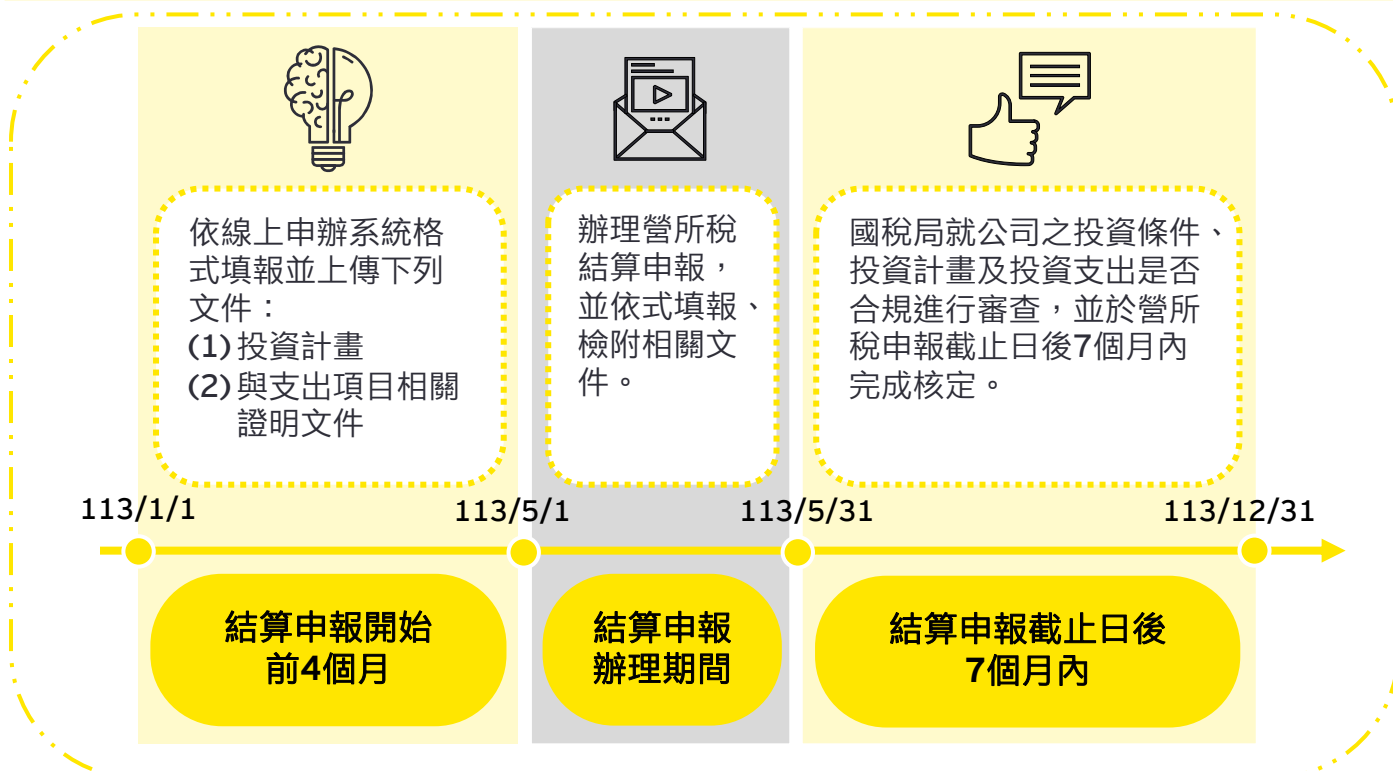 依線上申辦系統格
式填報並上傳下列
文件：
(1)投資計畫
(2)與支出項目相關
證明文件
辦理營所稅
結算申報，
並依式填報、
檢附相關文
件。
國稅局就公司之投資條件、
投資計畫及投資支出是否
合規進行審查，並於營所
稅申報截止日後7個月內
完成核定。
113/1/1
113/5/1
113/5/31
113/12/31
結算申報開始
前4個月
結算申報
辦理期間
結算申報截止日後
7個月內